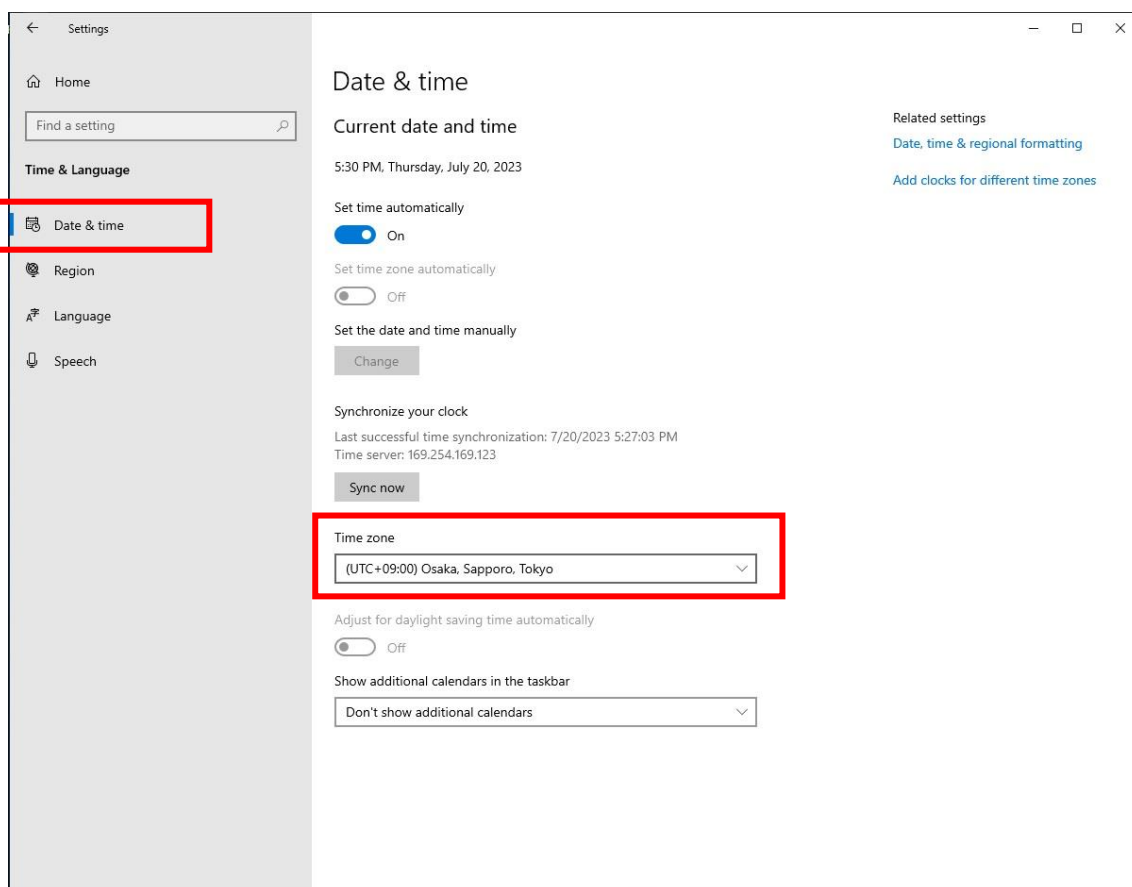 Settings
Home
Find a setting
Time & Language
Date & time
Region
Language
Speech
Date & time
Current date and time
5:30 PM, Thursday, July 20, 2023
Set time automatically
On
Set time zone automatically
Off
Set the date and time manually
Change
Synchronize your clock
Last successful time synchronization: 7/20/2023 5:27:03 PM
Time server: 169.254.169.123
Sync now
Time zone
(UTC+09:00) Osaka, Sapporo, Tokyo
Adjust for daylight saving time automatically
Off
Show additional calendars in the taskbar
Don't show additional calendars
Related settings
Date, time & regional formatting
Add clocks for different time zones